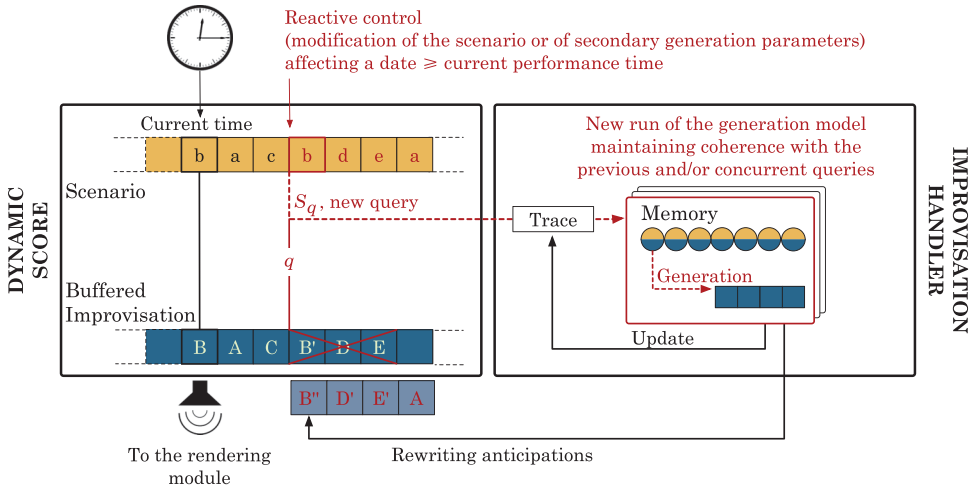 Reactive control
(modification of the scenario or of secondary generation parameters)
affecting a date ⩾ current performance time
Current time
b a c b d e a
Scenario
S_q, new query
q
Buffered
Improvisation
B A C B' D E
B'' D' E' A
To the rendering
module
Rewriting anticipations
DYNAMIC
SCORE
New run of the generation model
maintaining coherence with the
previous and/or concurrent queries
Trace
Memory
Generation
Update
IMPROVISATION
HANDLER